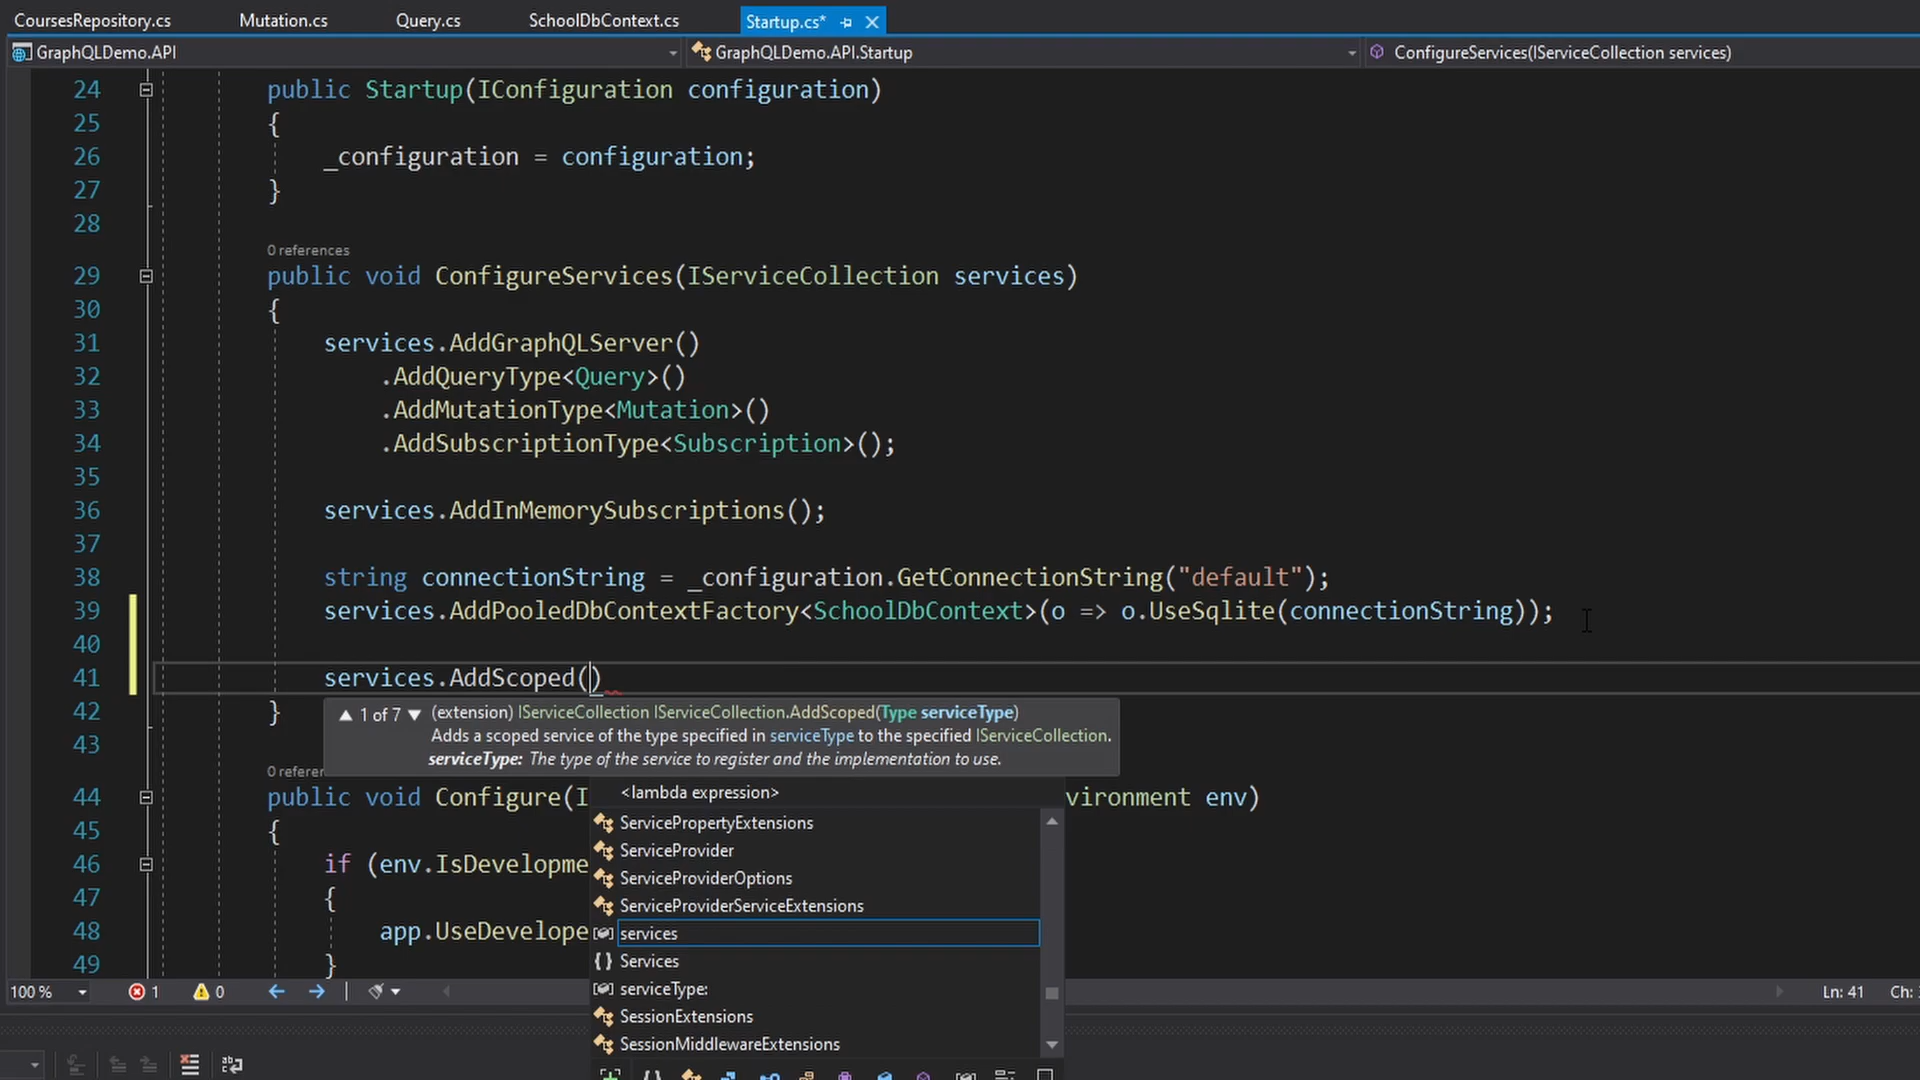 CoursesRepository.cs Mutation.cs Query.cs SchoolDbContext.cs Startup.cs*
GraphQLDemo.API GraphQLDemo.API.Startup ConfigureServices(IServiceCollection services)
24 public Startup(IConfiguration configuration)
25 {
26 _configuration = configuration;
27 }
28
0 references
29 public void ConfigureServices(IServiceCollection services)
30 {
31 services.AddGraphQLServer()
32 .AddQueryType<Query>()
33 .AddMutationType<Mutation>()
34 .AddSubscriptionType<Subscription>();
35
36 services.AddInMemorySubscriptions();
37
38 string connectionString = _configuration.GetConnectionString("default");
39 services.AddPooledDbContextFactory<SchoolDbContext>(o => o.UseSqlite(connectionString));
40
41 services.AddScoped()
42 }
1 of 7 (extension) IServiceCollection IServiceCollection.AddScoped(Type serviceType)
Adds a scoped service of the type specified in serviceType to the specified IServiceCollection.
43
serviceType: The type of the service to register and the implementation to use.
0 referen
44 public void Configure(I vironment env)
<lambda expression>
45 {
ServicePropertyExtensions
ServiceProvider
46 if (env.IsDevelopme
ServiceProviderOptions
47 {
ServiceProviderServiceExtensions
48 app.UseDevelope
services
49 }
Services
100 % 1 0 Ln: 41 Ch:
serviceType:
SessionExtensions
SessionMiddlewareExtensions